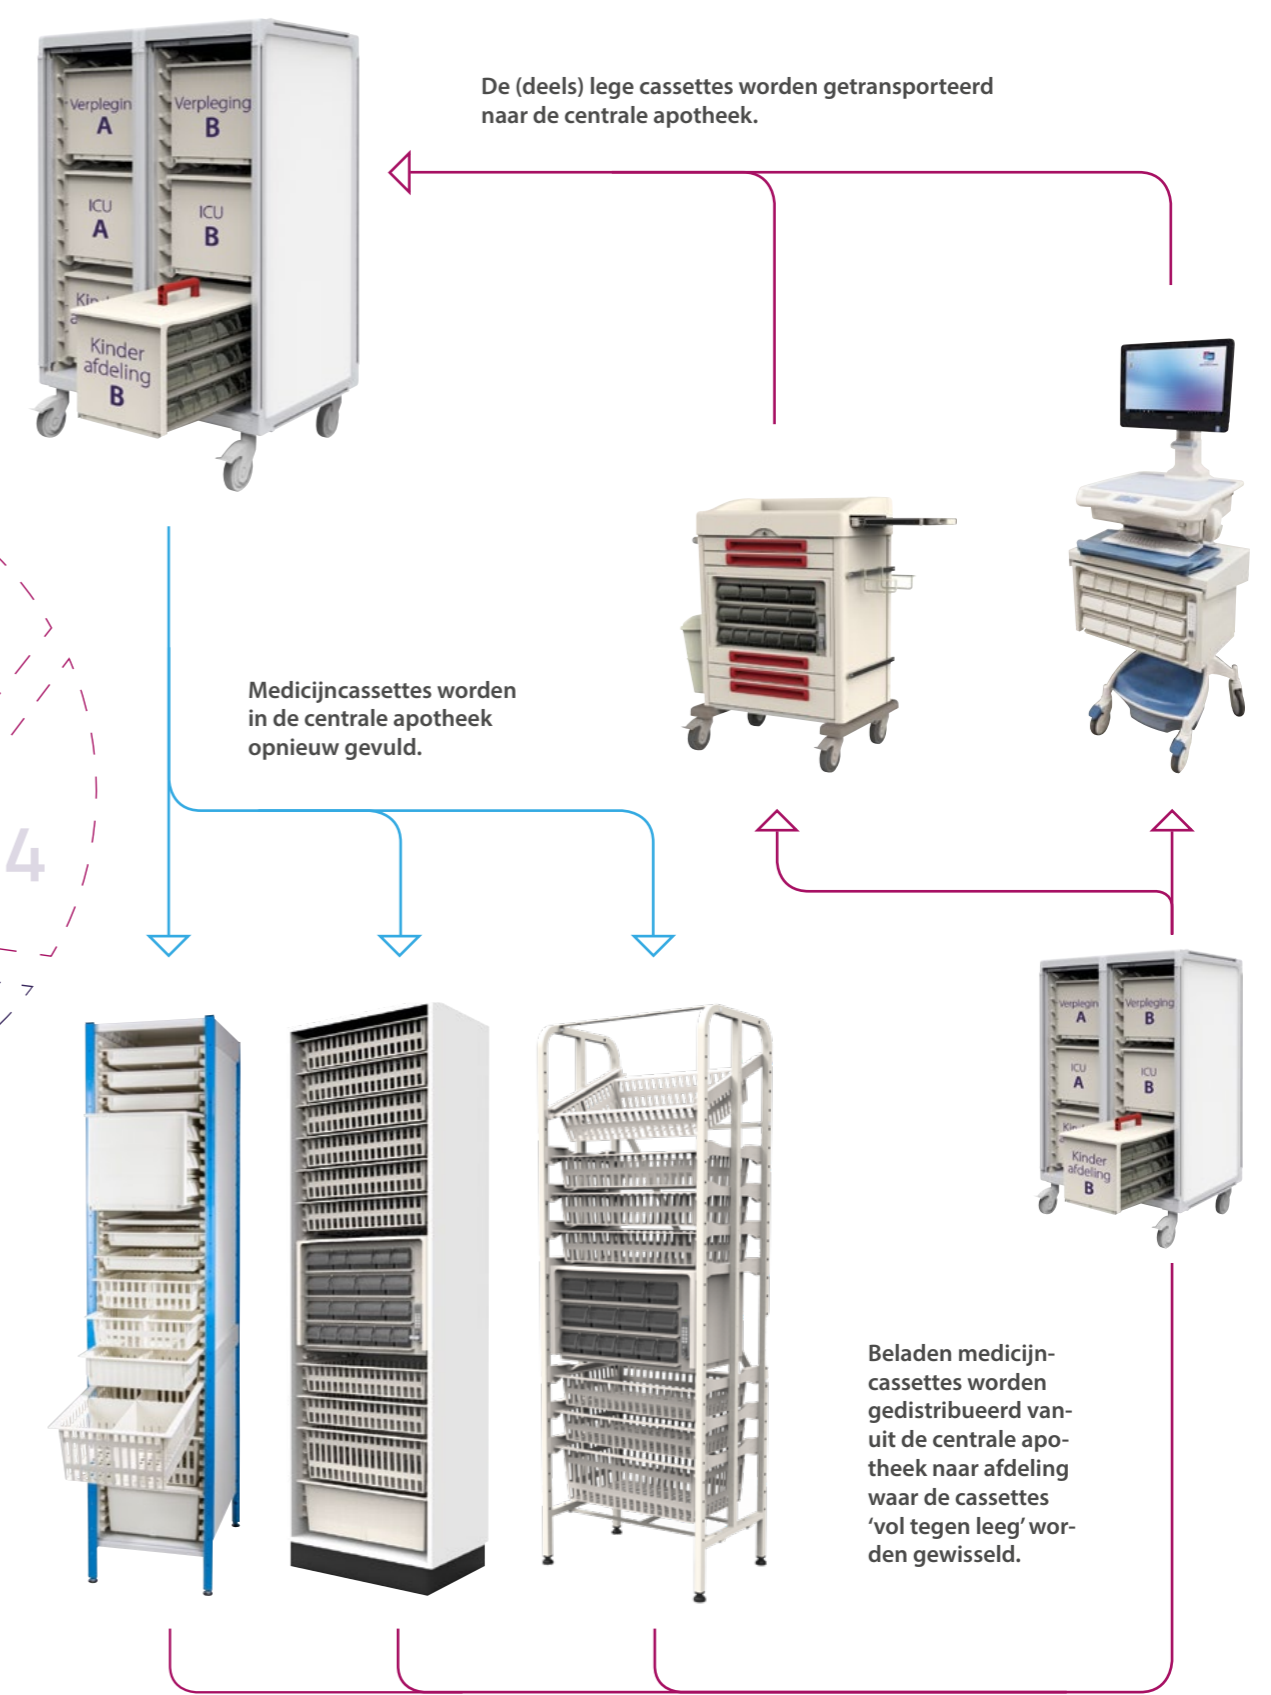 De (deels) lege cassettes worden getransporteerd
naar de centrale apotheek.
Verplegin
A
Verpleging
B
ICU
A
ICU
B
Kin
a
Kinder
afdeling
B
Medicijncassettes worden
in de centrale apotheek
opnieuw gevuld.
4
Verplegin
A
Verpleging
B
ICU
A
ICU
B
Kin
Kinder
afdeling
B
Beladen medicijn-
cassettes worden
gedistribueerd van-
uit de centrale apo-
theek naar afdeling
waar de cassettes
‘vol tegen leeg’ wor-
den gewisseld.